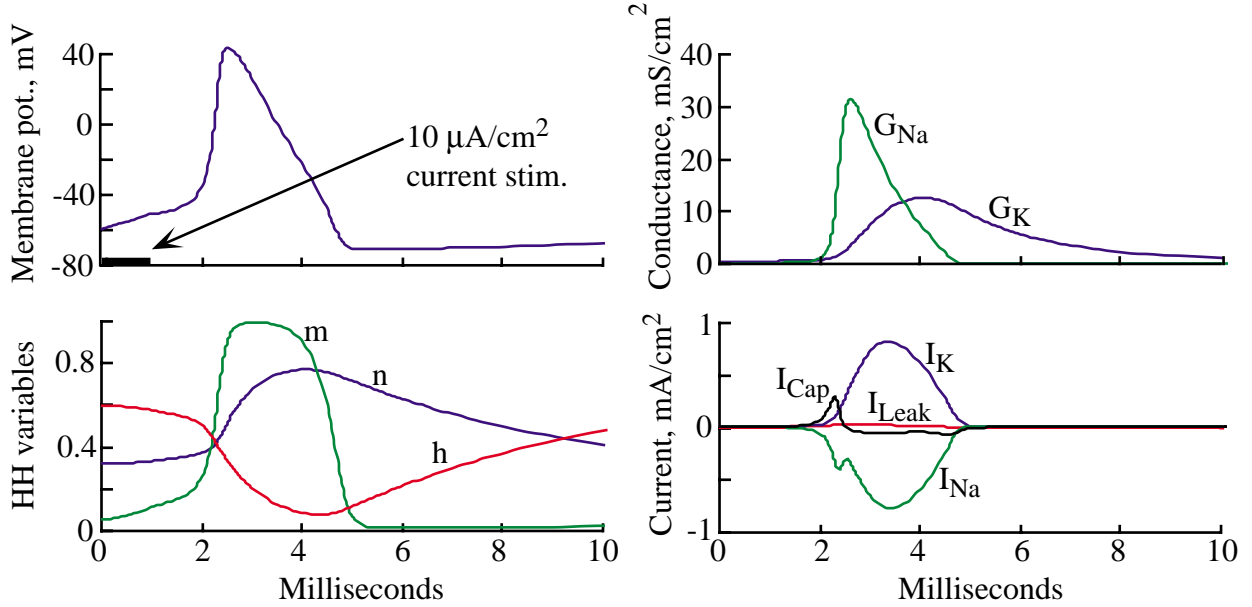 Membrane pot., mV
40
0
-40
-80
10 μA/cm2
current stim.
Conductance, mS/cm2
40
30
20
10
0
GNa
GK
HH variables
0.8
0.4
0
m
n
h
0 2 4 6 8 10
Milliseconds
Current, mA/cm2
1
0
-1
ICap
ILeak
IK
INa
0 2 4 6 8 10
Milliseconds